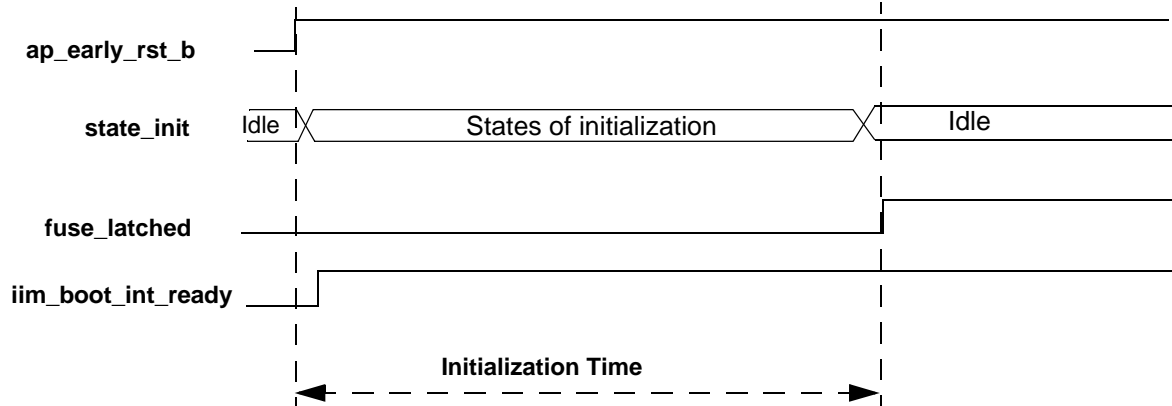 ap_early_rst_b
state_init Idle States of initialization Idle
fuse_latched
iim_boot_int_ready
Initialization Time